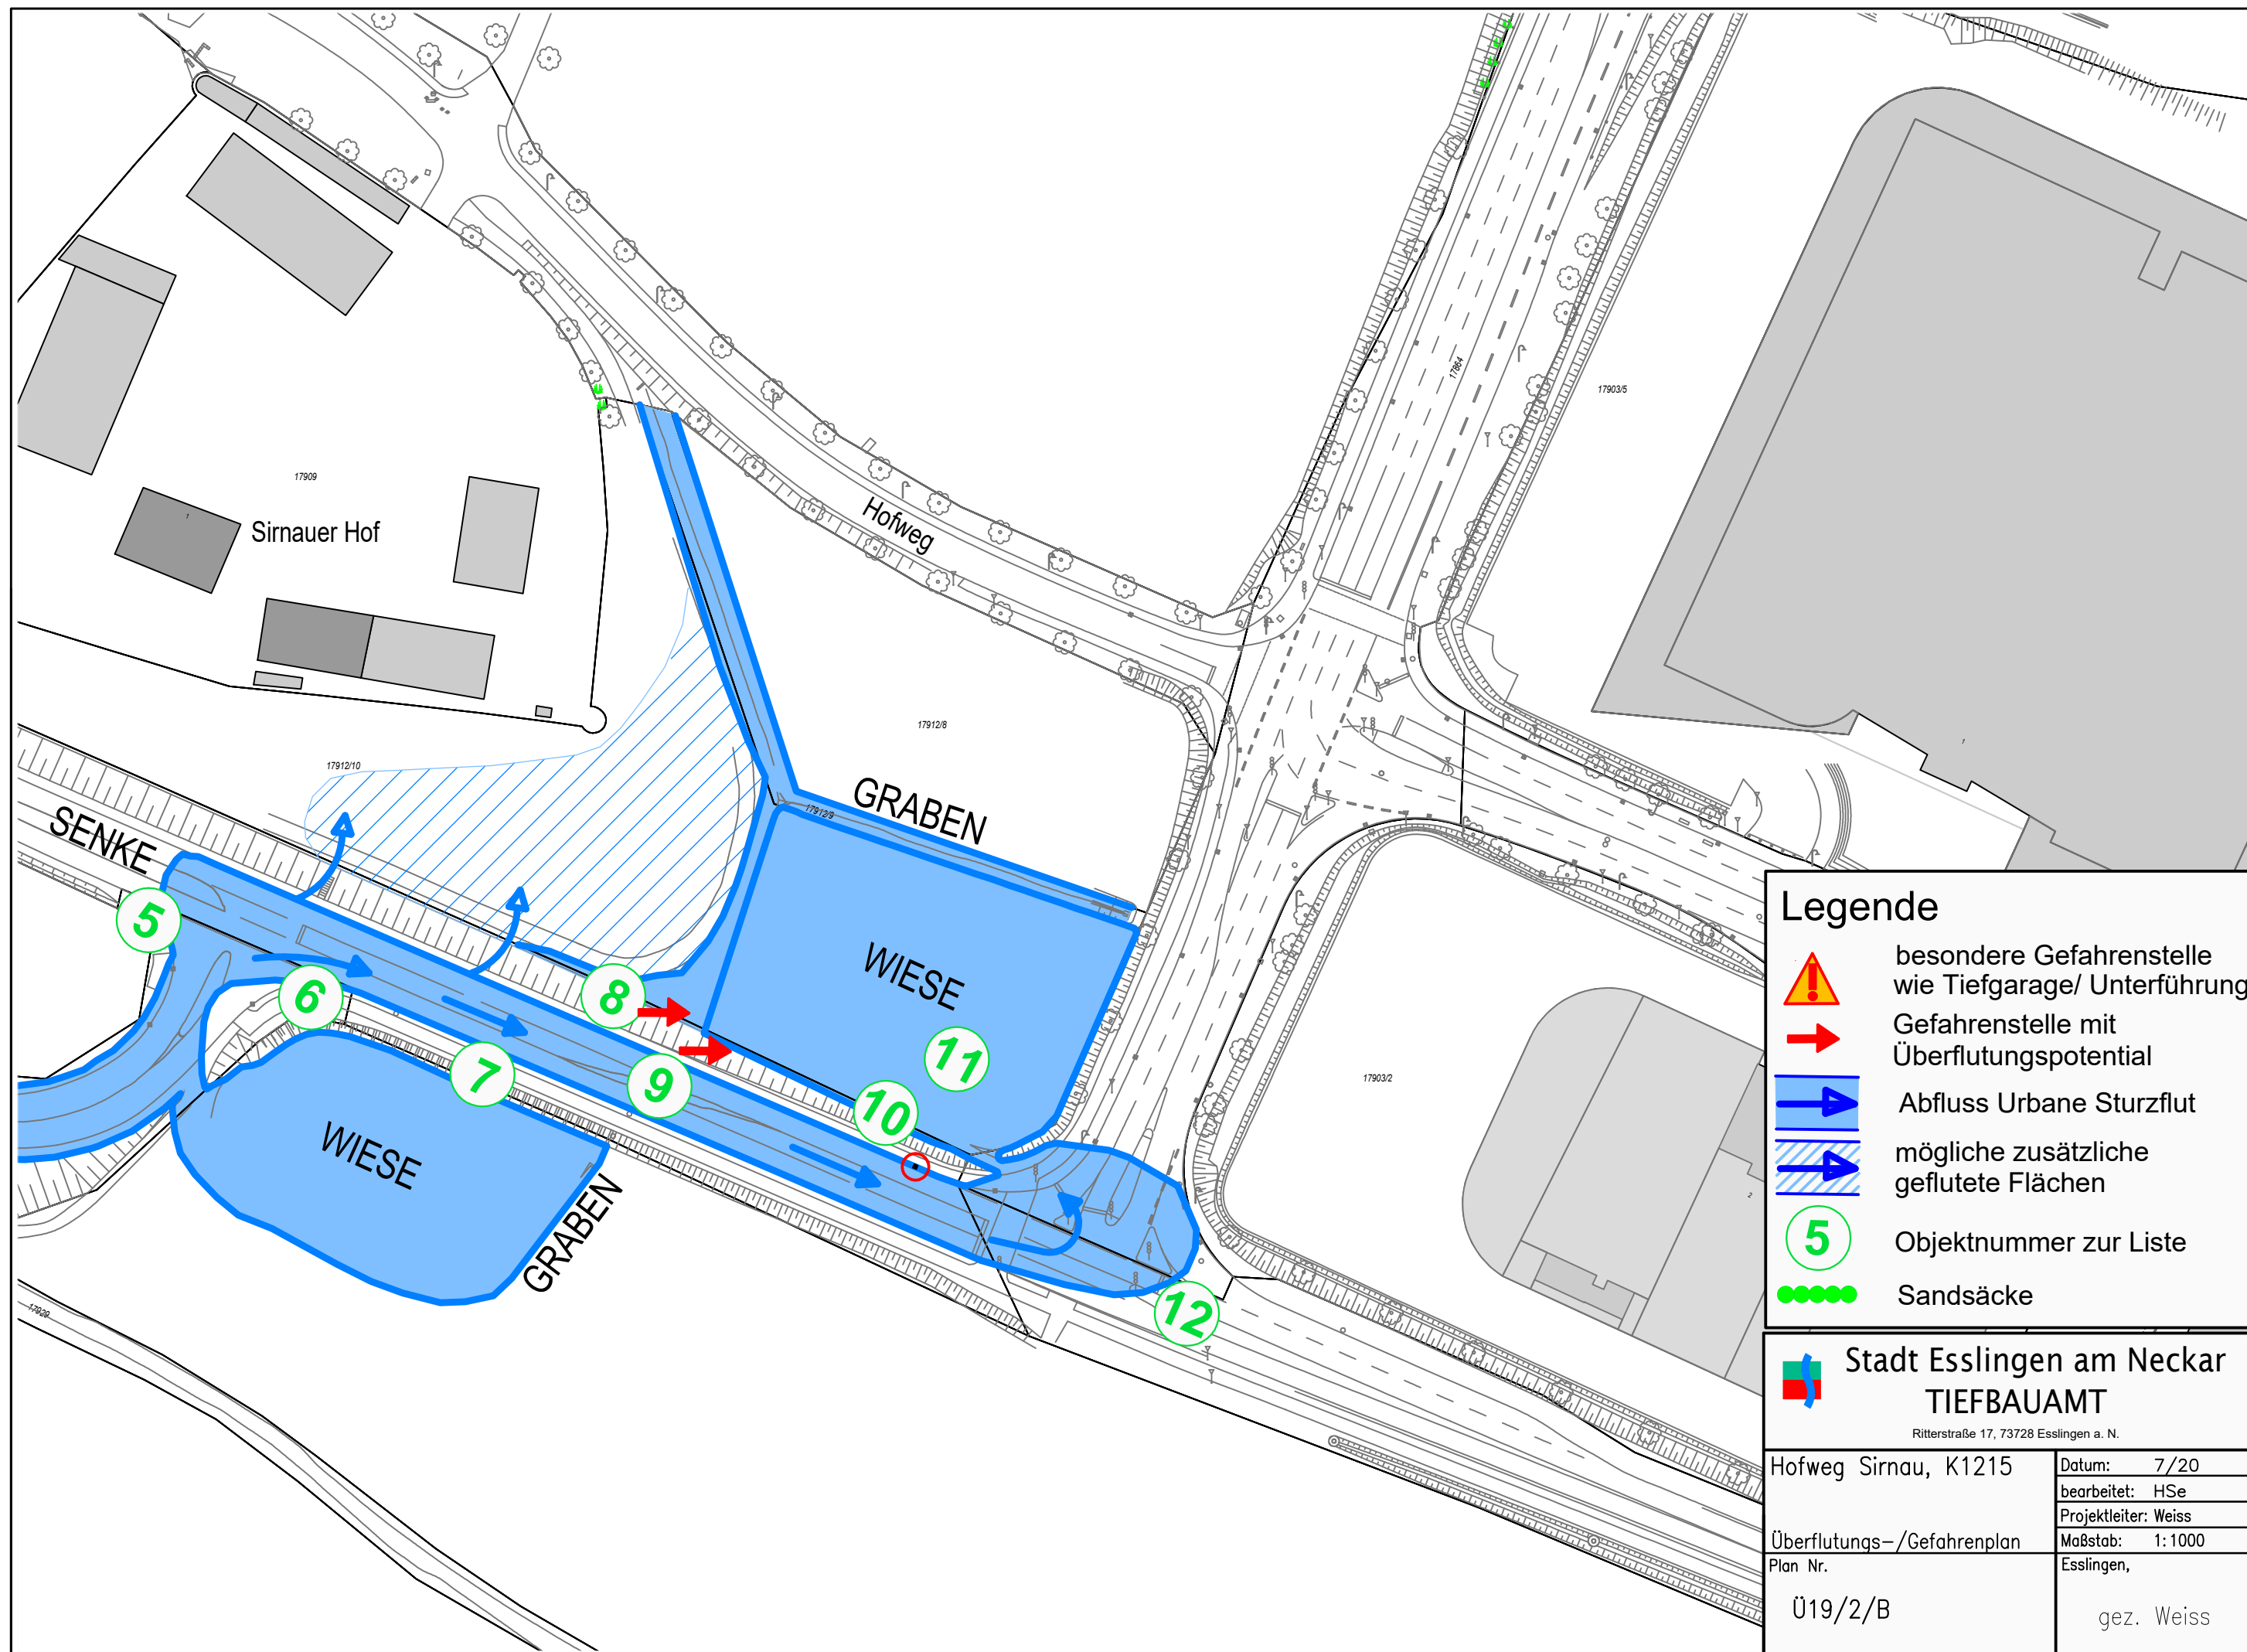 17864
17903/5
Hofweg
17909
1
Sirnauer Hof
17912/8
1
17912/10
GRABEN
17912/9
SENKE
5
WIESE
6
8
11
7
9
10
17903/2
WIESE
GRABEN
2
12
17929
Legende
besondere Gefahrenstelle
wie Tiefgarage/ Unterführung
Gefahrenstelle mit
Überflutungspotential
Abfluss Urbane Sturzflut
mögliche zusätzliche
geflutete Flächen
5
Objektnummer zur Liste
Sandsäcke
Stadt Esslingen am Neckar
TIEFBAUAMT
Ritterstraße 17, 73728 Esslingen a. N.
Hofweg Sirnau, K1215
Überflutungs-/Gefahrenplan
Datum: 7/20
bearbeitet: HSe
Projektleiter: Weiss
Maßstab: 1:1000
Plan Nr.
Ü19/2/B
Esslingen,
gez. Weiss